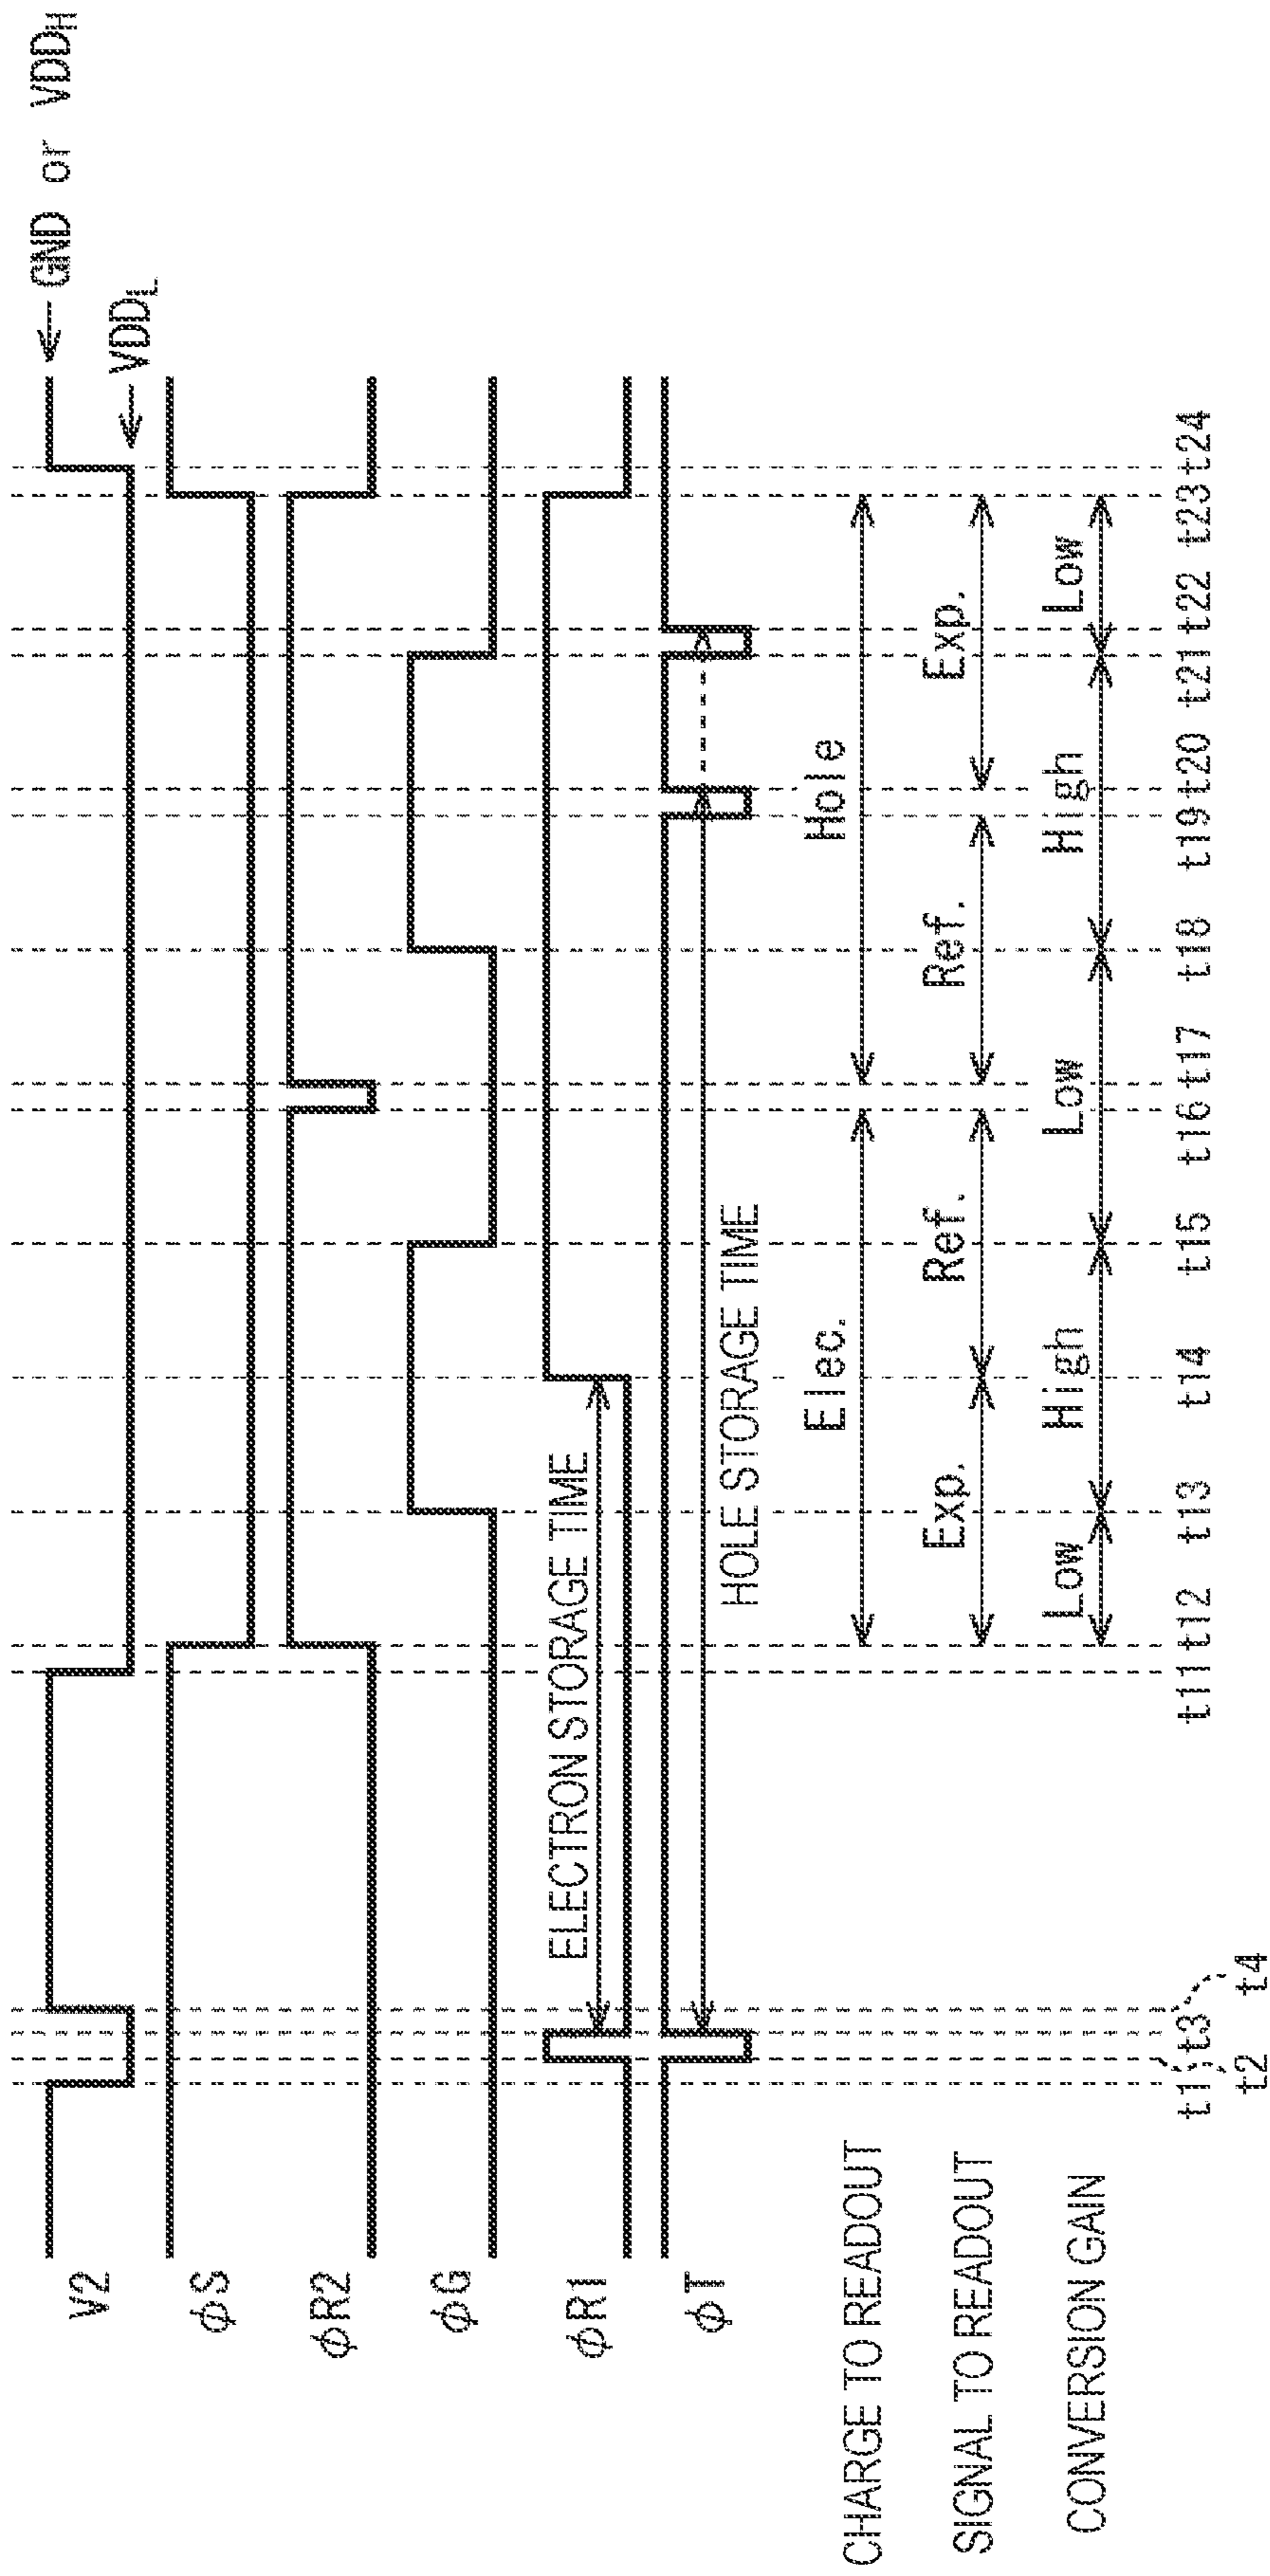 V2
← GND or VDDH
← VDDL
φS
φR2
φG
φR1
ELECTRON STORAGE TIME
φT
HOLE STORAGE TIME
CHARGE TO READOUT
Elec.
Hole
SIGNAL TO READOUT
Exp.
Ref.
Ref.
Exp.
CONVERSION GAIN
Low
High
Low
High
Low
t1 t3 t11 t12 t13 t14 t15 t16 t17 t18 t19 t20 t21 t22 t23 t24
t2 t4